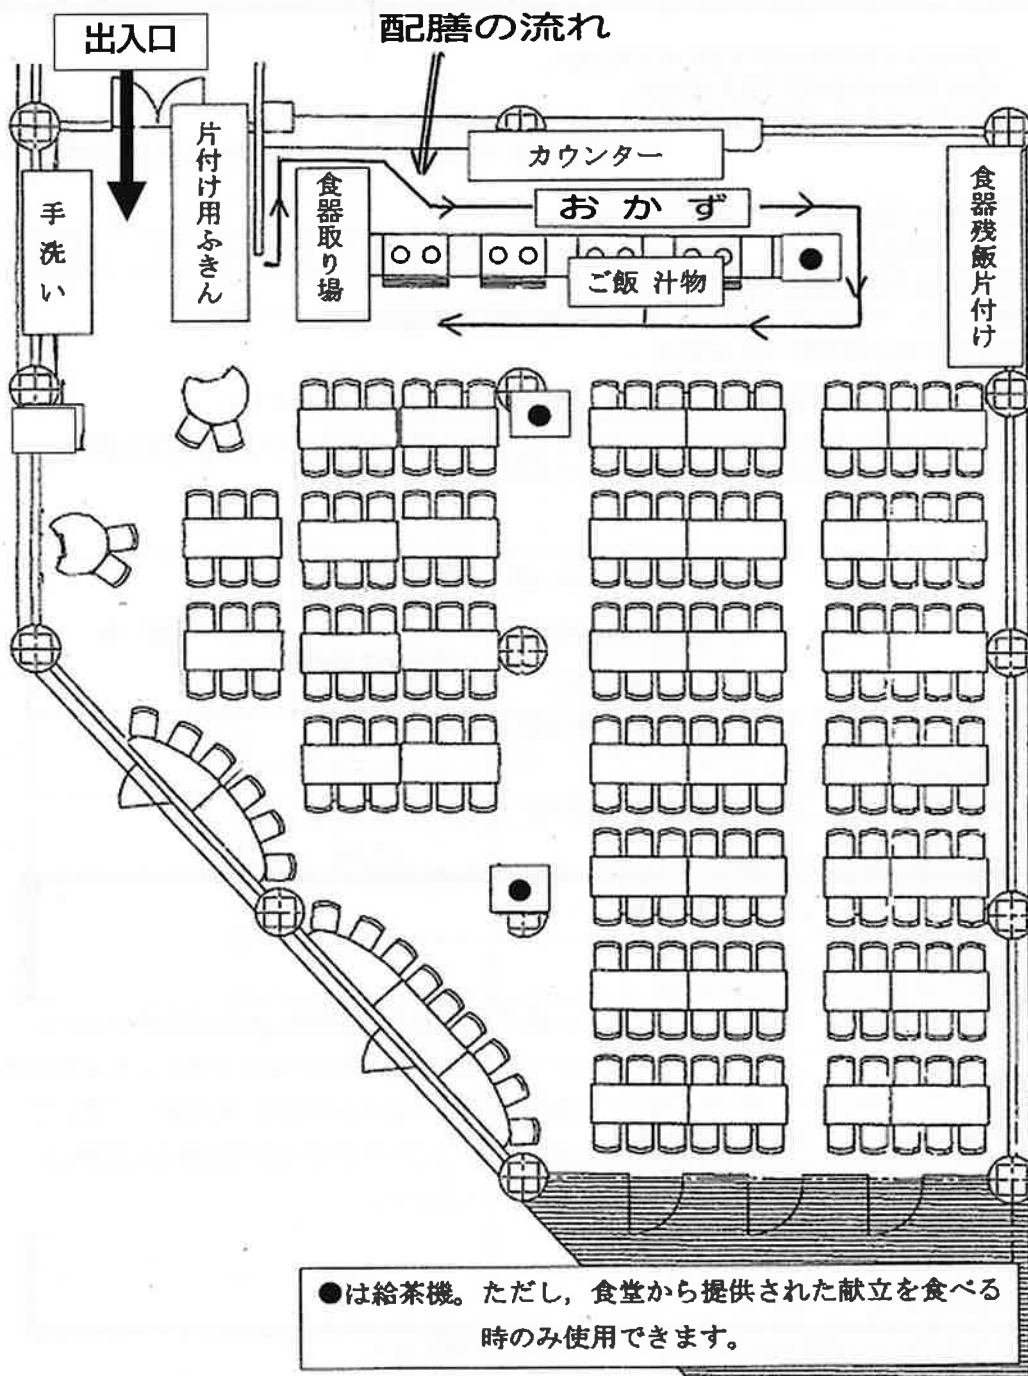 配膳の流れ
出入口
カウンター
片付け用ふきん
食器取り場
おかず
食器残飯片付け
手洗い
ご飯 汁物
●は給茶機。ただし，食堂から提供された献立を食べる
時のみ使用できます。